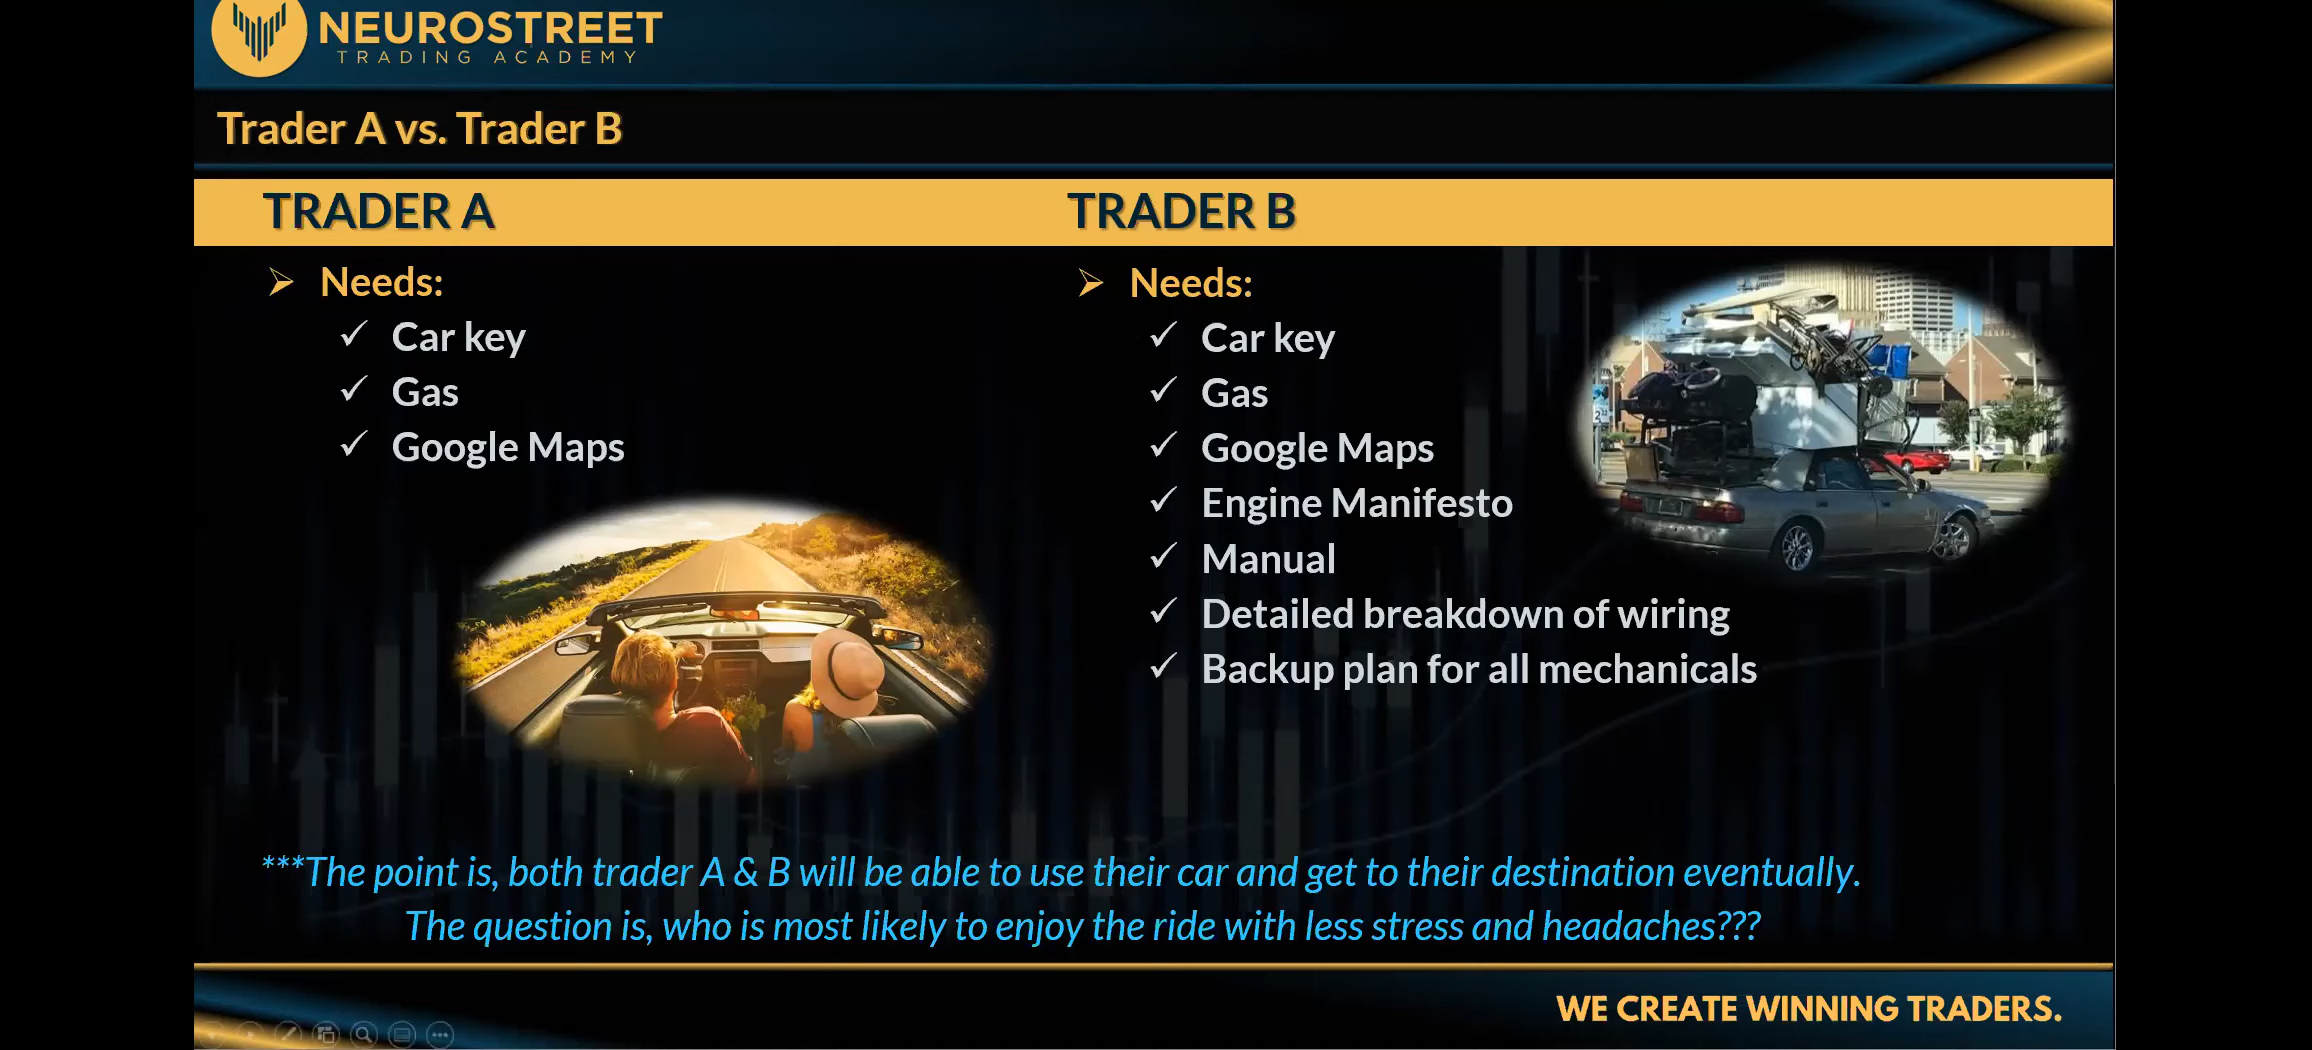 NEUROSTREET
TRADING ACADEMY
Trader A vs. Trader B
TRADER A
TRADER B
Needs:
Car key
Gas
Google Maps
Needs:
Car key
Gas
Google Maps
Engine Manifesto
Manual
Detailed breakdown of wiring
Backup plan for all mechanicals
***The point is, both trader A & B will be able to use their car and get to their destination eventually.
The question is, who is most likely to enjoy the ride with less stress and headaches???
WE CREATE WINNING TRADERS.